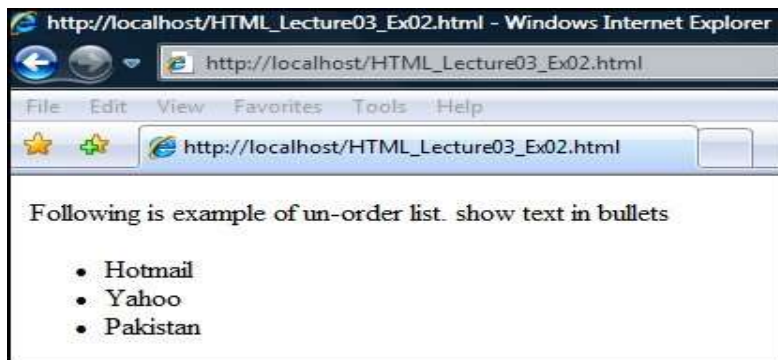 http://localhost/HTML_Lecture03_Ex02.html - Windows Internet Explorer
http://localhost/HTML_Lecture03_Ex02.html
File Edit View Favorites Tools Help
http://localhost/HTML_Lecture03_Ex02.html
Following is example of un-order list. show text in bullets
• Hotmail
• Yahoo
• Pakistan